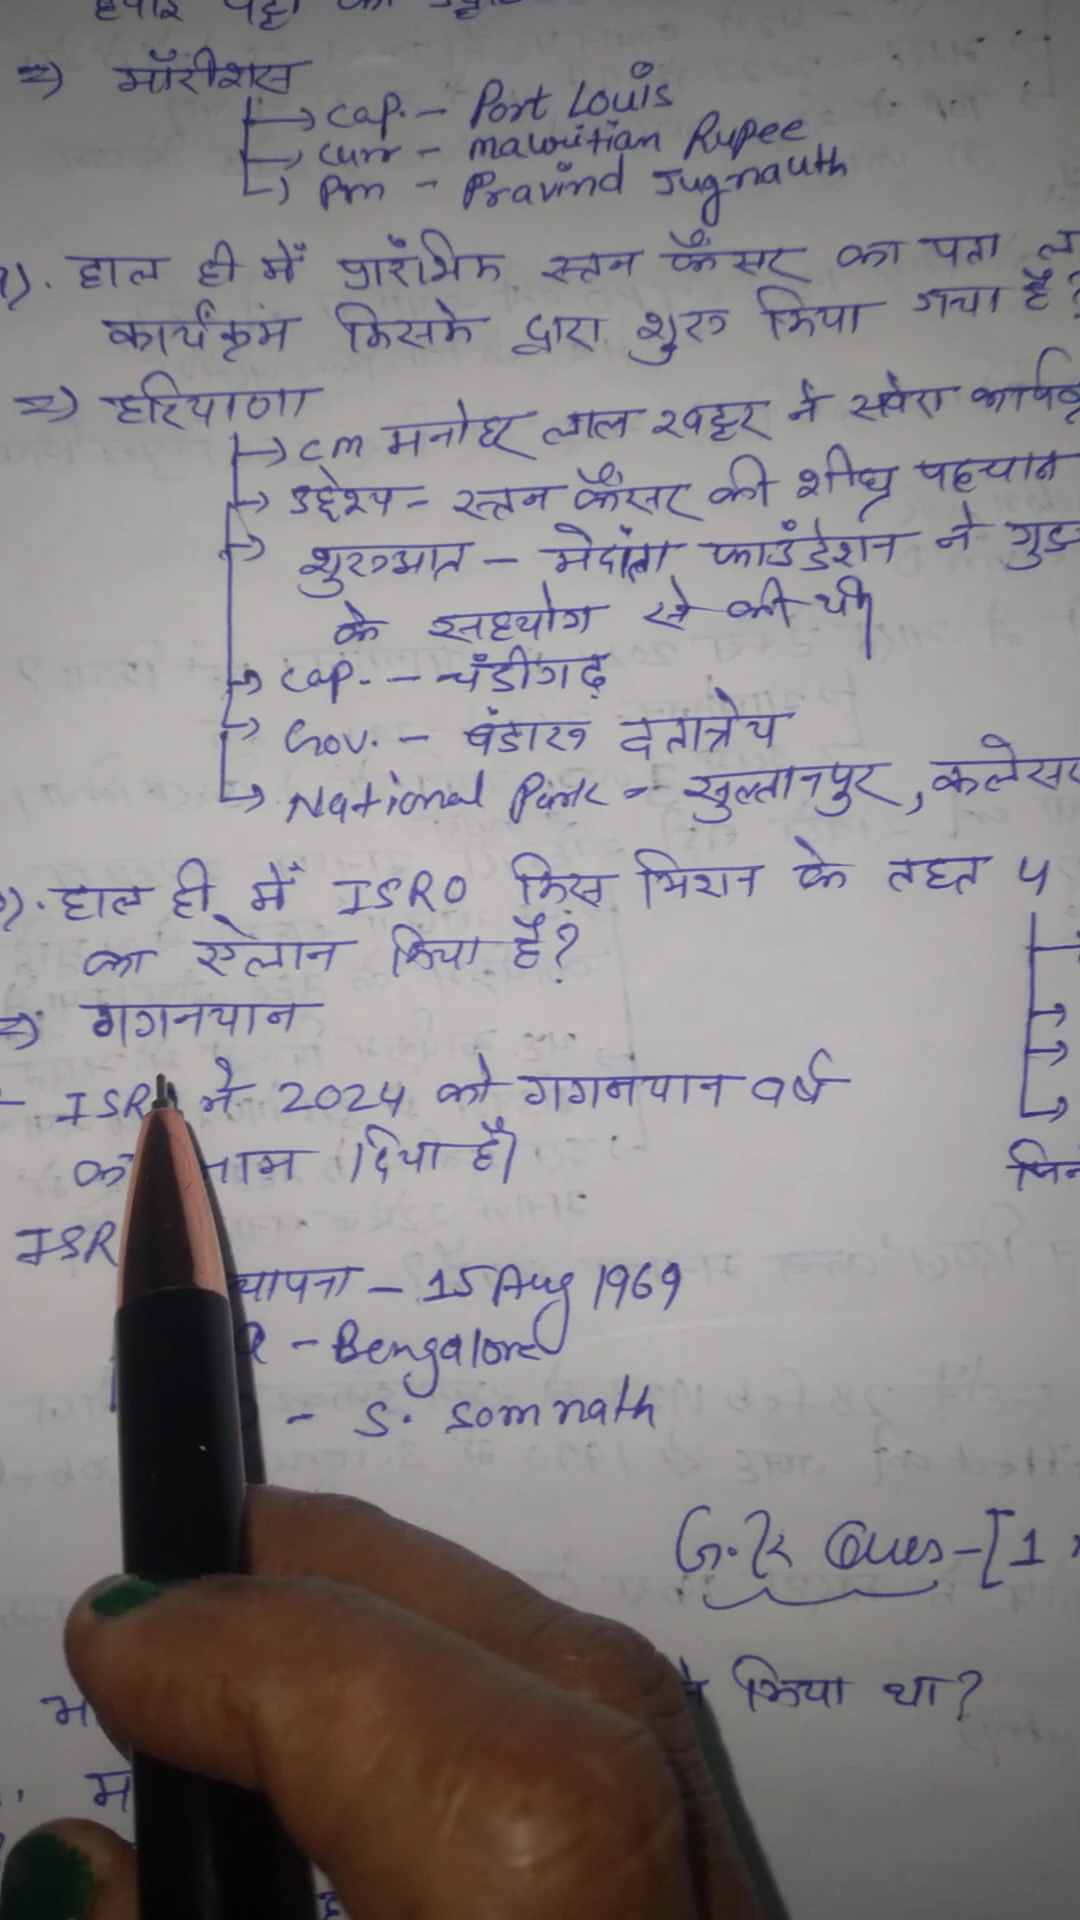 हवाई पट्टी का
=) मॉरीशस
→ cap. - Port Louis
→ curr - mauritian Rupee
→ Pm - Pravind Jugnauth
हाल ही में प्रारंभिक स्तन कैंसर का पता
कार्यक्रम किसके द्वारा शुरू किया गया है?
=) हरियाणा
→ cm मनोहर लाल खट्टर ने सवेरा
→ उद्देश्य - स्तन कैंसर की शीघ्र पहचान
→ शुरुआत - मेदांता फाउंडेशन ने
के सहयोग से की थी।
→ cap. - चंडीगढ़
→ Gov. - बंडारू दतात्रेय
→ National Park - सुल्तानपुर, कलेसर
हाल ही में ISRO किस मिशन के तहत 4
का ऐलान किया है?
=) गगनयान
- ISR ने 2024 को गगनयान वर्ष
नाम दिया है।
ISR
- 15 Aug 1969
- Bengalore
- S. Somnath
G.K Ques - [1
किया था?